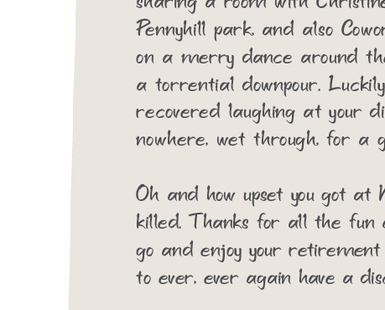 sharing a room with Christine
Pennyhill park, and also Cowor
on a merry dance around the
a torrential downpour. Luckily
recovered laughing at your di
nowhere, wet through, for a g
Oh and how upset you got at
killed. Thanks for all the fun
go and enjoy your retirement
to ever, ever again have a disc